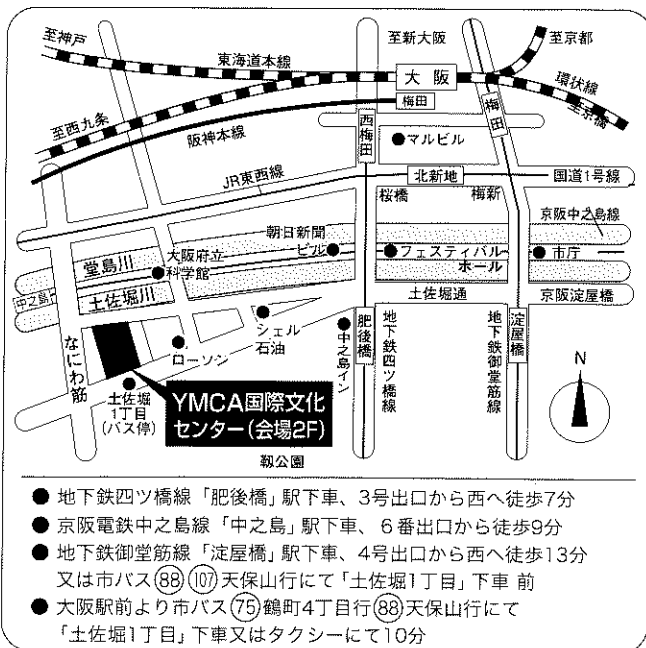 至神戸
東海道本線
至新大阪
至京都
大阪
環状線
至京橋
梅田
梅田
至西九条
阪神本線
西梅田
マルビル
JR東西線
北新地
国道1号線
桜橋
梅新
京阪中之島線
朝日新聞
ビル
フェスティバル
ホール
市庁
堂島川
大阪府立
科学館
中之島
土佐堀川
土佐堀通
京阪淀屋橋
シェル
石油
ローソン
中之島イン
肥後橋
地下鉄四ツ橋線
地下鉄御堂筋線
淀屋橋
なにわ筋
土佐堀
1丁目
(バス停)
YMCA国際文化
センター(会場2F)
靱公園
N
● 地下鉄四ツ橋線「肥後橋」駅下車、3号出口から西へ徒歩7分
● 京阪電鉄中之島線「中之島」駅下車、6番出口から徒歩9分
● 地下鉄御堂筋線「淀屋橋」駅下車、4号出口から西へ徒歩13分
又は市バス㊳(107)天保山行にて「土佐堀1丁目」下車 前
● 大阪駅前より市バス(75)鶴町4丁目行(88)天保山行にて
「土佐堀1丁目」下車又はタクシーにて10分